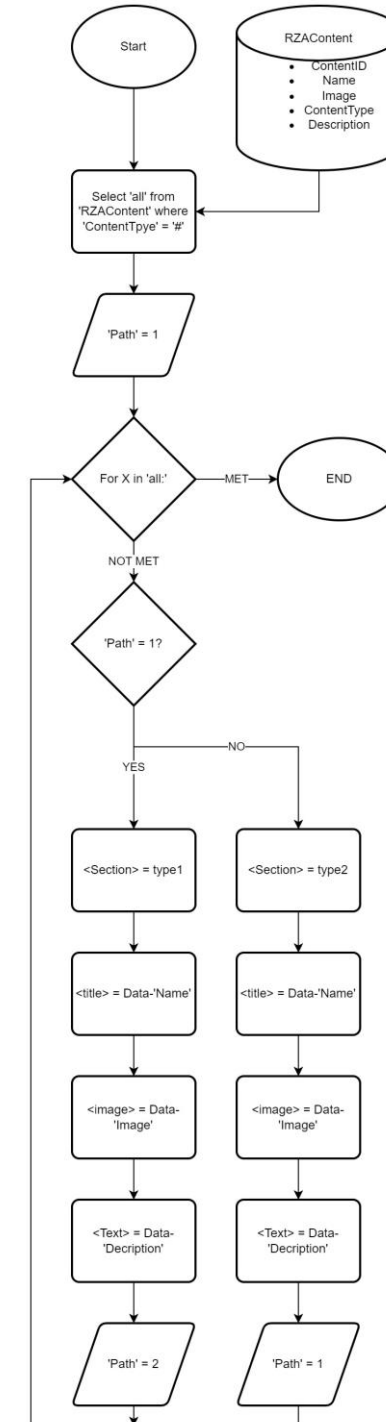 Start
RZAContent
ContentID
Name
Image
ContentType
Description
Select 'all' from
'RZAContent' where
'ContentTpye' = '#'
'Path' = 1
For X in 'all:'
MET
END
NOT MET
'Path' = 1?
NO
YES
<Section> = type1
<Section> = type2
<title> = Data-'Name'
<title> = Data-'Name'
<image> = Data-
'Image'
<image> = Data-
'Image'
<Text> = Data-
'Decription'
<Text> = Data-
'Decription'
'Path' = 2
'Path' = 1